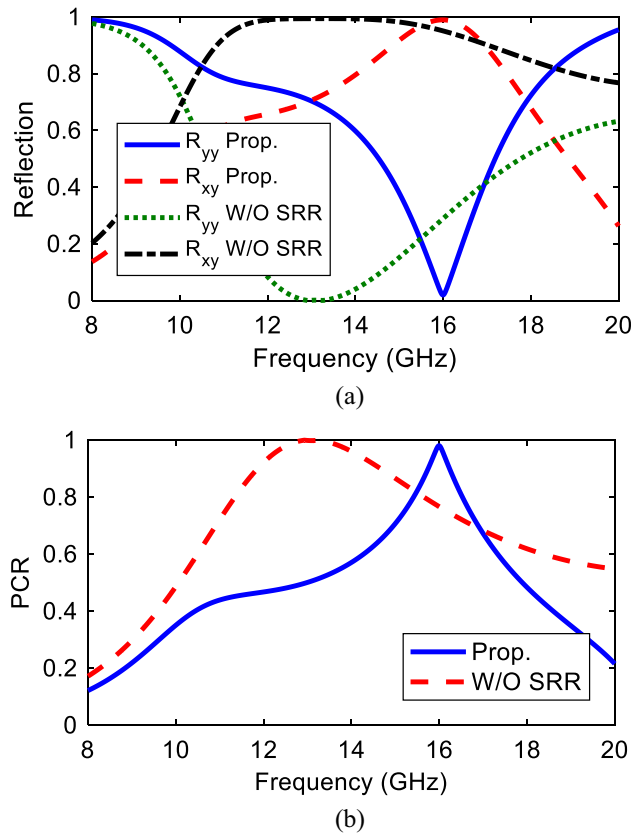 1
0.8
0.6
0.4
0.2
0
Reflection
R_yy Prop.
R_xy Prop.
R_yy W/O SRR
R_xy W/O SRR
8 10 12 14 16 18 20
Frequency (GHz)
(a)
1
0.8
0.6
0.4
0.2
0
PCR
Prop.
W/O SRR
8 10 12 14 16 18 20
Frequency (GHz)
(b)